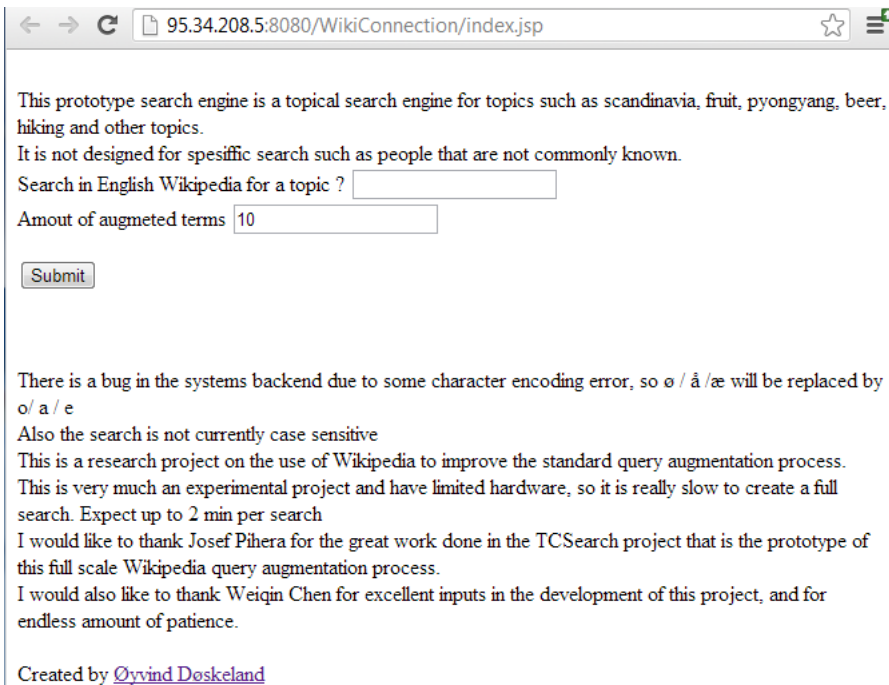 95.34.208.5:8080/WikiConnection/index.jsp
This prototype search engine is a topical search engine for topics such as scandinavia, fruit, pyongyang, beer,
hiking and other topics.
It is not designed for spesiffic search such as people that are not commonly known.
Search in English Wikipedia for a topic ?
Amout of augmeted terms 10
Submit
There is a bug in the systems backend due to some character encoding error, so ø / å /æ will be replaced by
o/ a / e
Also the search is not currently case sensitive
This is a research project on the use of Wikipedia to improve the standard query augmentation process.
This is very much an experimental project and have limited hardware, so it is really slow to create a full
search. Expect up to 2 min per search
I would like to thank Josef Pihera for the great work done in the TCSearch project that is the prototype of
this full scale Wikipedia query augmentation process.
I would also like to thank Weiqin Chen for excellent inputs in the development of this project, and for
endless amount of patience.
Created by Øyvind Døskeland